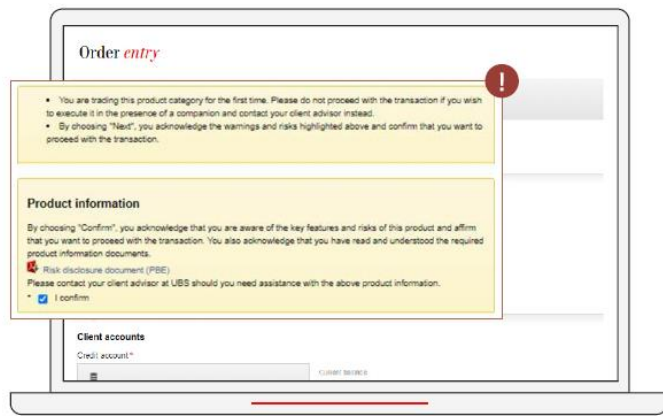 Order entry
!
• You are trading this product category for the first time. Please do not proceed with the transaction if you wish
to execute it in the presence of a companion and contact your client advisor instead.
• By choosing "Next", you acknowledge the warnings and risks highlighted above and confirm that you want to
proceed with the transaction.
Product information
By choosing "Confirm", you acknowledge that you are aware of the key features and risks of this product and affirm
that you want to proceed with the transaction. You also acknowledge that you have read and understood the required
product information documents.
Risk disclosure document (PBE)
Please contact your client advisor at UBS should you need assistance with the above product information.
* I confirm
Client accounts
Credit account *